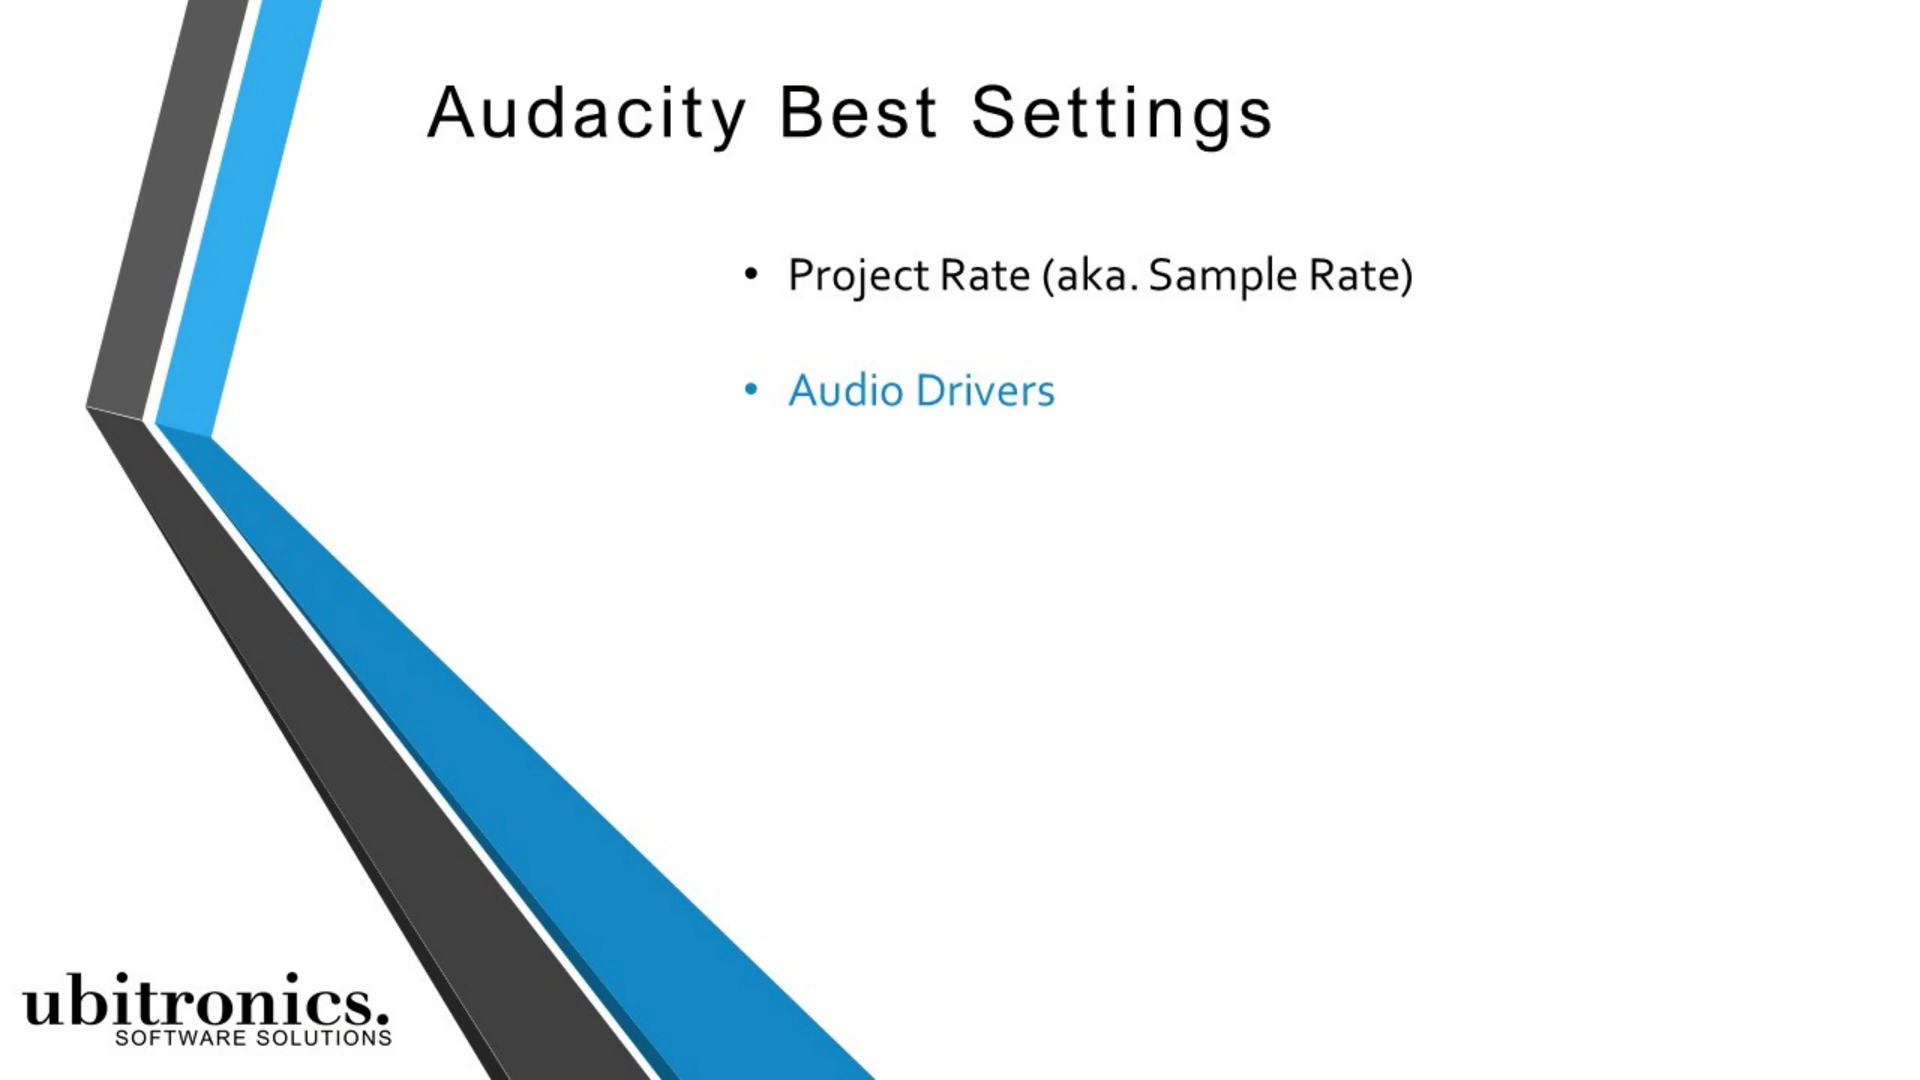 Audacity Best Settings
• Project Rate (aka. Sample Rate)
• Audio Drivers
ubitronics.
SOFTWARE SOLUTIONS